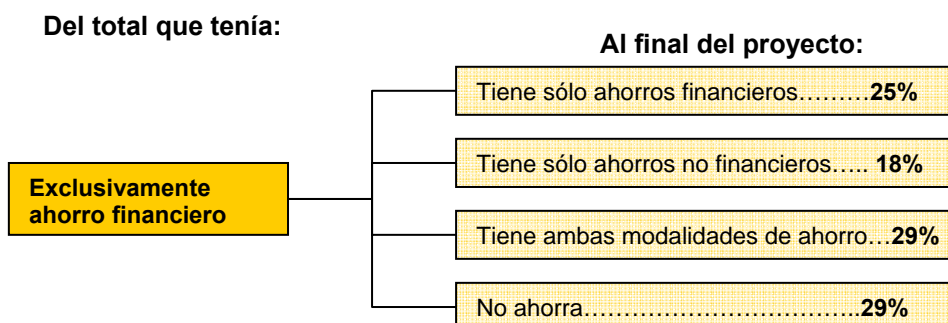 Del total que tenía:
Al final del proyecto:
Tiene sólo ahorros financieros………25%
Tiene sólo ahorros no financieros….. 18%
Exclusivamente
ahorro financiero
Tiene ambas modalidades de ahorro…29%
No ahorra……………………………..29%